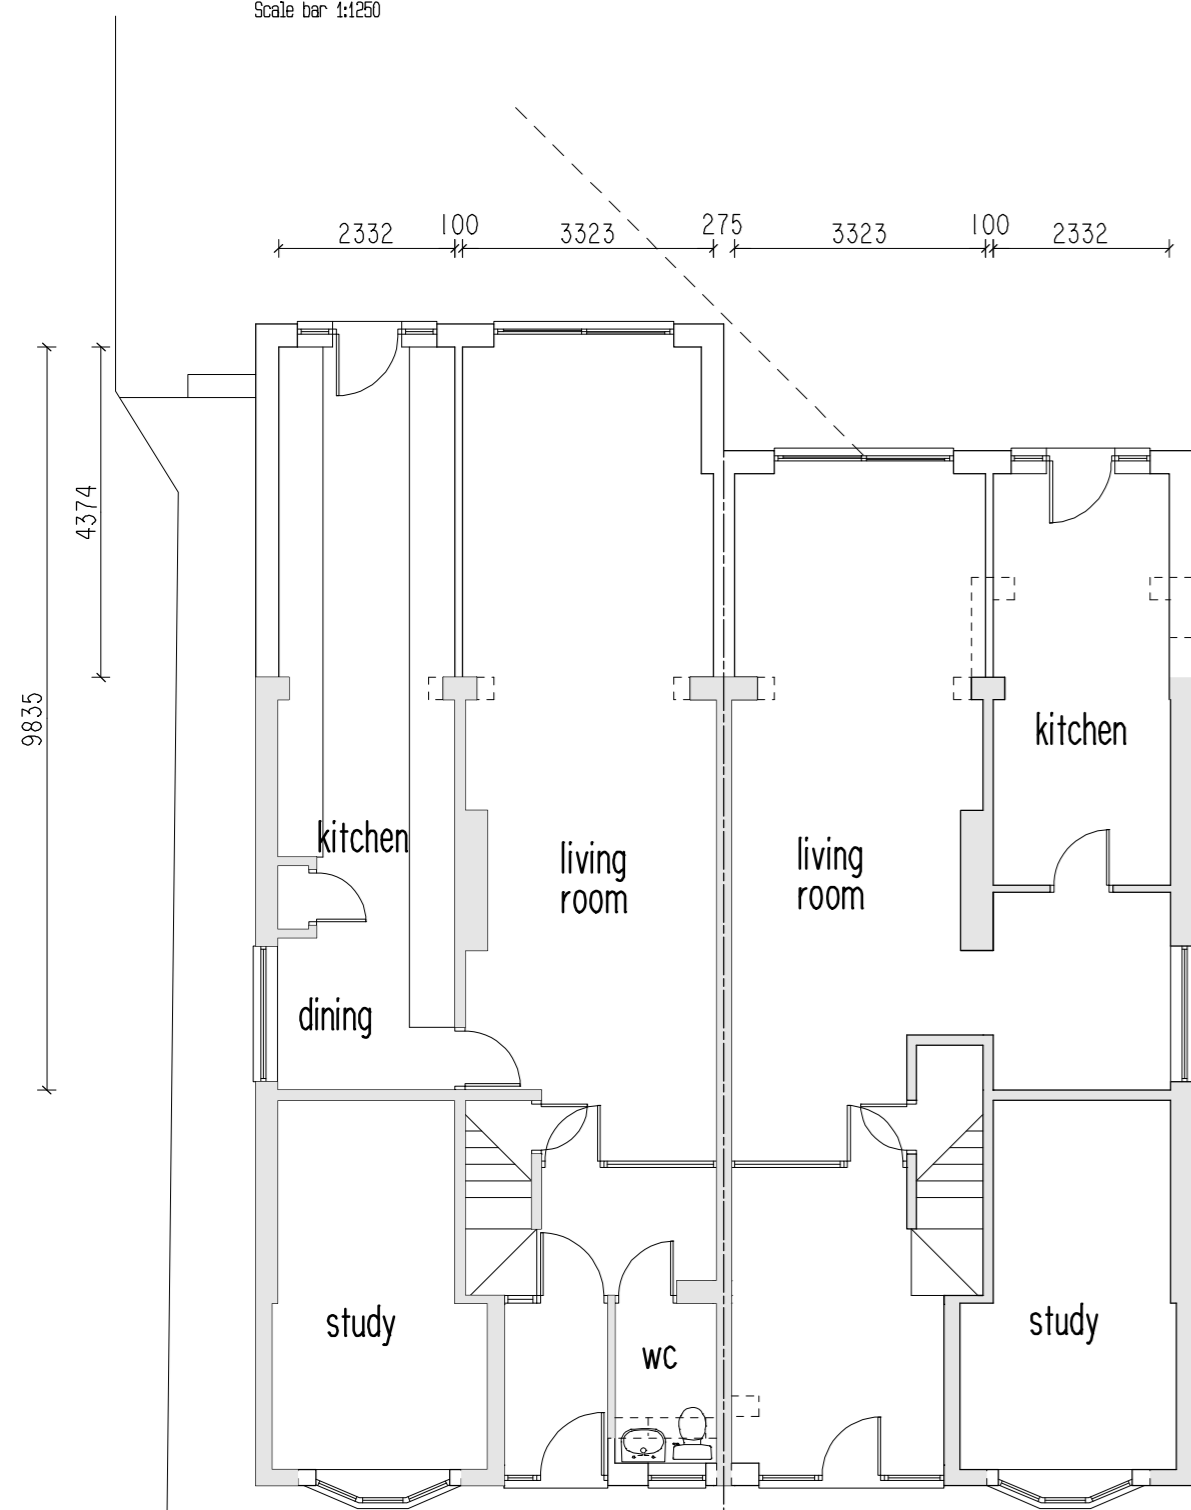 Scale bar 1:1250
2332
100
3323
275
3323
100
2332
4374
9835
kitchen
kitchen
living
room
living
room
dining
study
wc
study